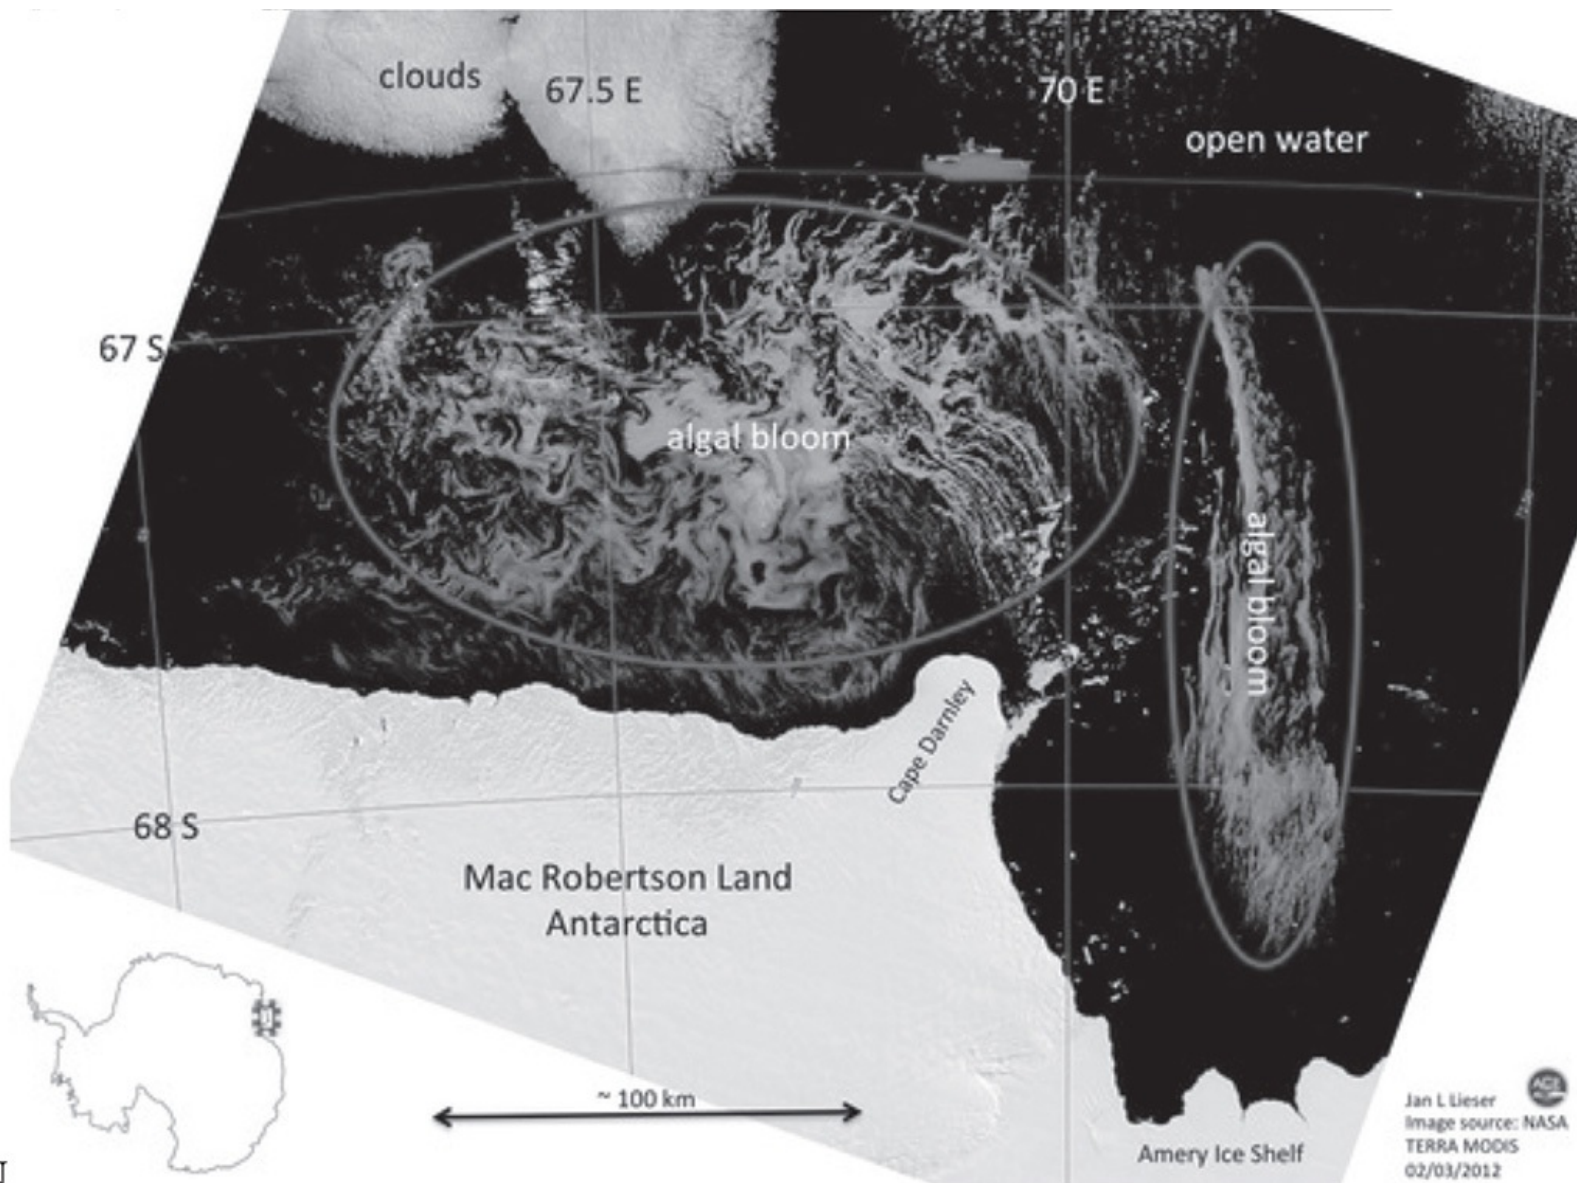 clouds
67.5 E
70 E
open water
67 S
algal bloom
algal bloom
Cape Darnley
68 S
Mac Robertson Land
Antarctica
~ 100 km
Amery Ice Shelf
Jan L Lieser
Image source: NASA
TERRA MODIS
02/03/2012